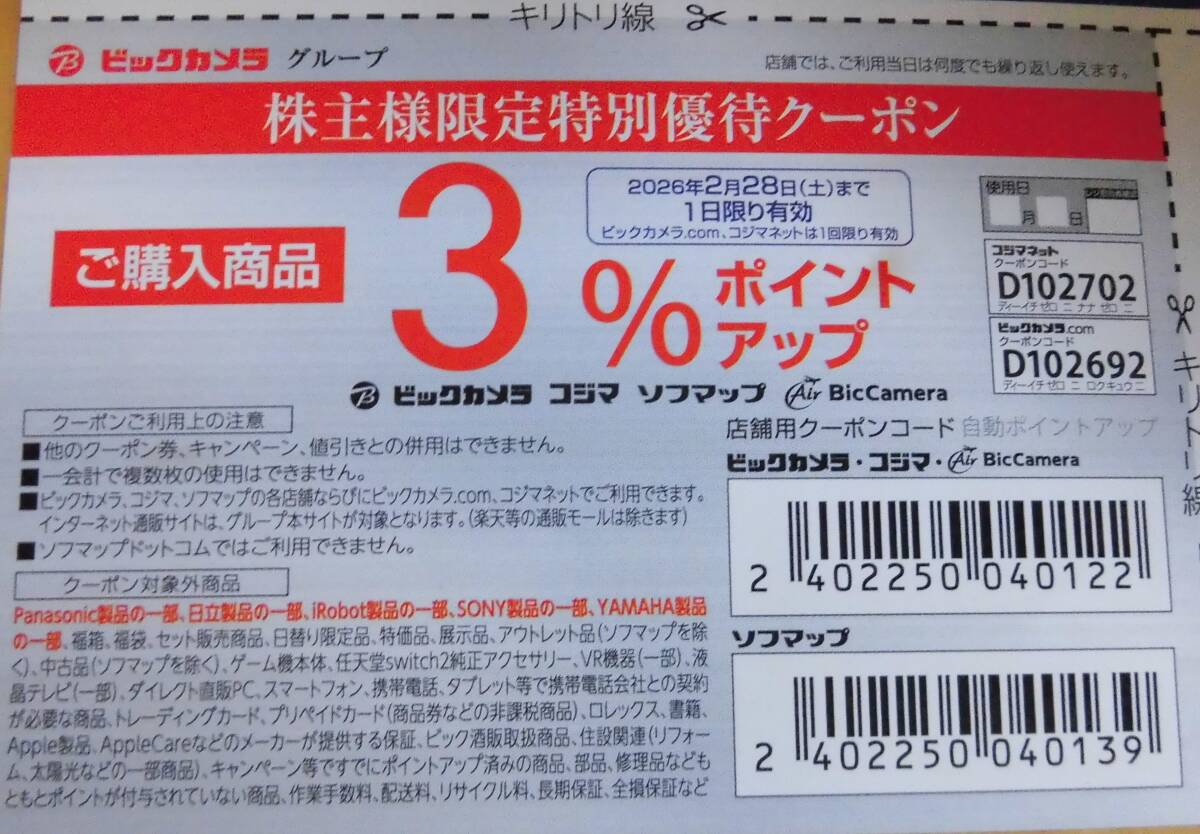 キリトリ線
ビックカメラ グループ
店舗では、ご利用当日は何度でも繰り返し使えます。
株主様限定特別優待クーポン
2026年2月28日(土)まで
1日限り有効
ビックカメラ.com、コジマネットは1回限り有効
使用日
月 日
ご購入商品
3%ポイント
アップ
コジマネット
クーポンコード
D102702
ディーイチゼロ ニ ナナ ゼロ ニ
ビックカメラ.com
クーポンコード
D102692
ディーイチゼロ ニ ロクキュウ ニ
ビックカメラ コジマ ソフマップ Air BicCamera
クーポンご利用上の注意
■他のクーポン券、キャンペーン、値引きとの併用はできません。
■一会計で複数枚の使用はできません。
■ビックカメラ、コジマ、ソフマップの各店舗ならびにビックカメラ.com、コジマネットでご利用できます。
インターネット通販サイトは、グループ本サイトが対象となります。(楽天等の通販モールは除きます)
■ソフマップドットコムではご利用できません。
クーポン対象外商品
Panasonic製品の一部、日立製品の一部、iRobot製品の一部、SONY製品の一部、YAMAHA製品
の一部、福箱、福袋、セット販売商品、日替り限定品、特価品、展示品、アウトレット品(ソフマップを除
く)、中古品(ソフマップを除く)、ゲーム機本体、任天堂switch2純正アクセサリー、VR機器(一部)、液
晶テレビ(一部)、ダイレクト直販PC、スマートフォン、携帯電話、タブレット等で携帯電話会社との契約
が必要な商品、トレーディングカード、プリペイドカード(商品券などの非課税商品)、ロレックス、書籍、
Apple製品、AppleCareなどのメーカーが提供する保証、ビック酒販取扱商品、住設関連(リフォー
ム、太陽光などの一部商品)、キャンペーン等ですでにポイントアップ済みの商品、部品、修理品なども
ともとポイントが付与されていない商品、作業手数料、配送料、リサイクル料、長期保証、全損保証など
店舗用クーポンコード 自動ポイントアップ
ビックカメラ・コジマ・Air BicCamera
2 402250 040122
ソフマップ
2 402250 040139
キリトリ線